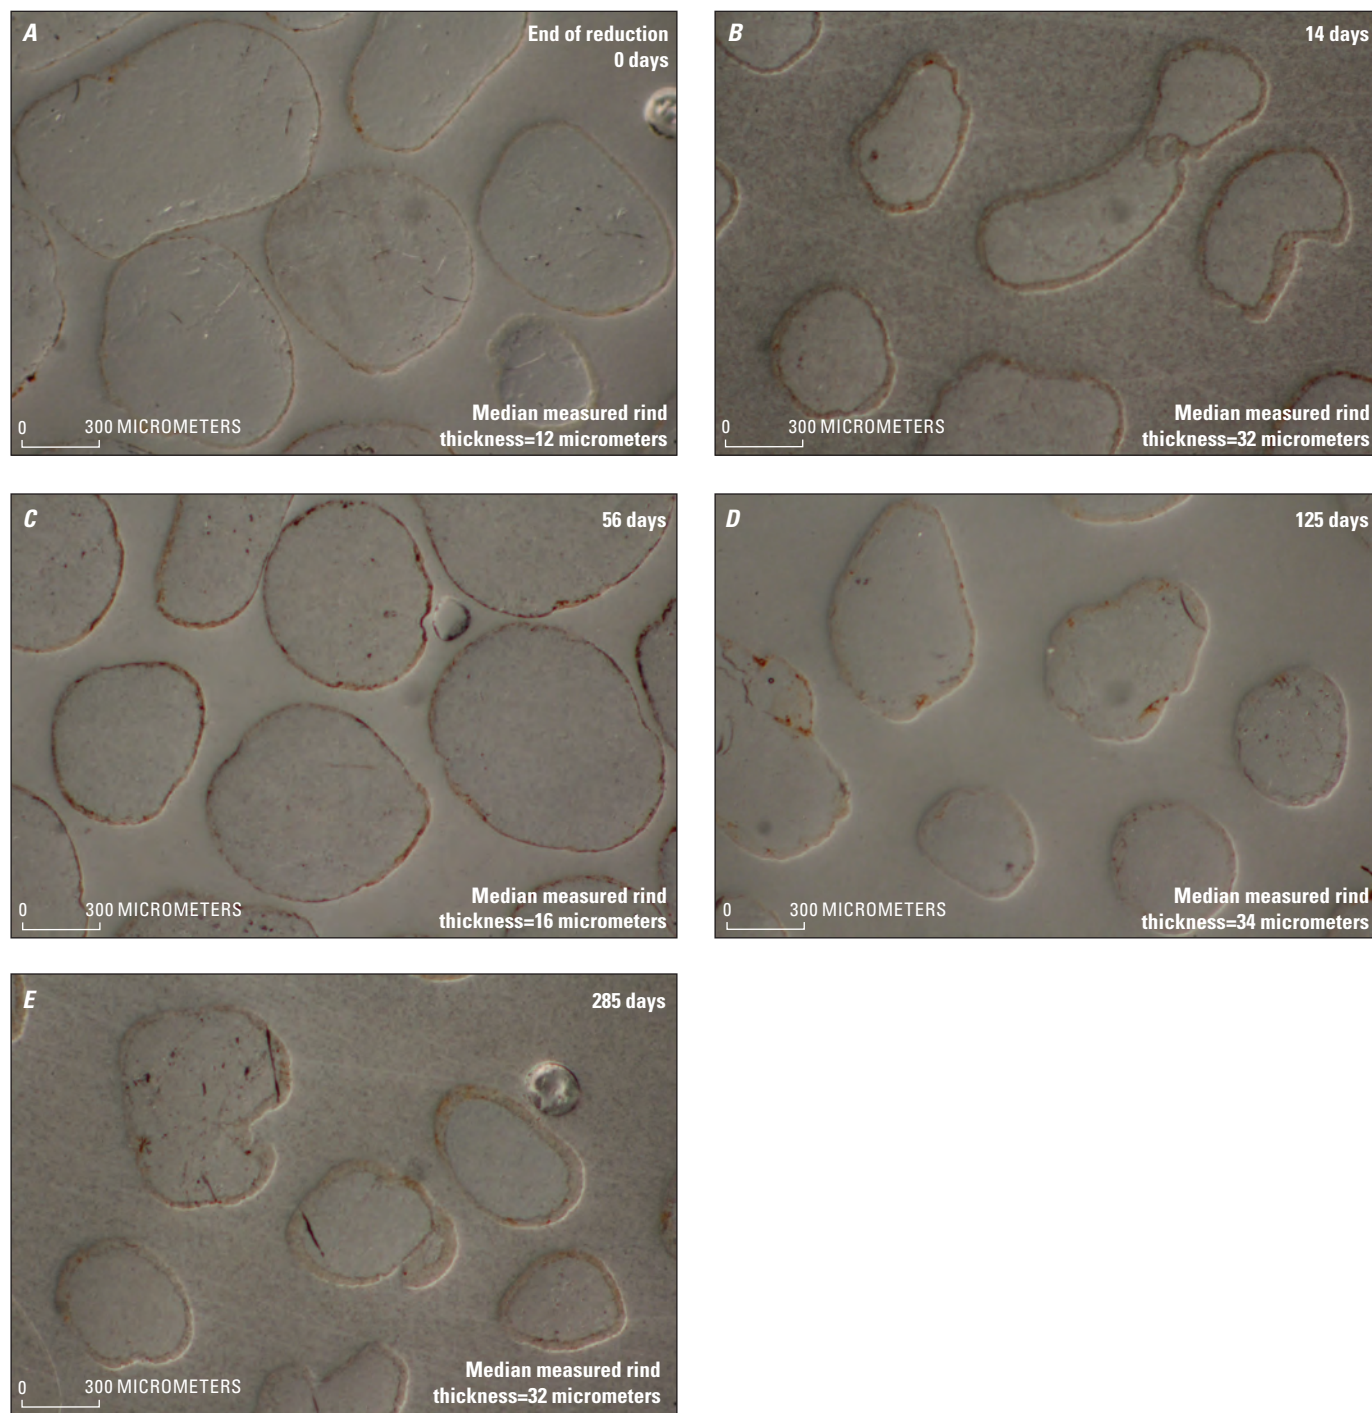 A
End of reduction
0 days
0 300 MICROMETERS
Median measured rind
thickness=12 micrometers
B
14 days
0 300 MICROMETERS
Median measured rind
thickness=32 micrometers
C
56 days
0 300 MICROMETERS
Median measured rind
thickness=16 micrometers
D
125 days
0 300 MICROMETERS
Median measured rind
thickness=34 micrometers
E
285 days
0 300 MICROMETERS
Median measured rind
thickness=32 micrometers